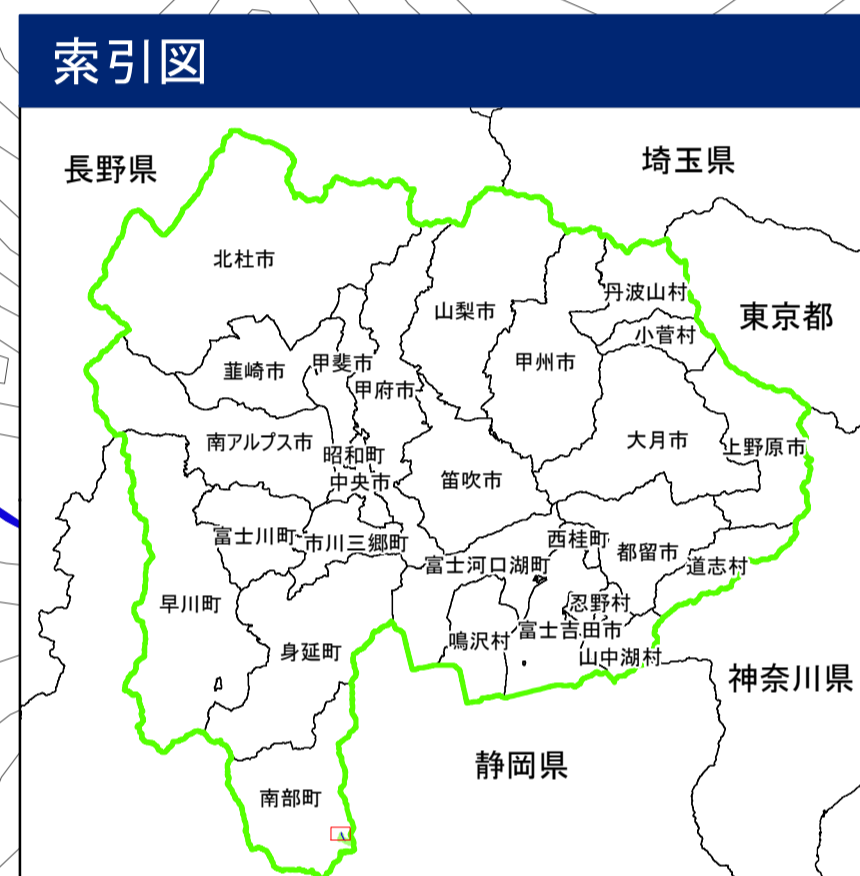 索引図
長野県
埼玉県
北杜市
丹波山村
山梨市
東京都
小菅村
韮崎市
甲斐市
甲州市
甲府市
南アルプス市
昭和町
大月市
上野原市
中央市
笛吹市
富士川町
市川三郷町
西桂町
都留市
富士河口湖町
道志村
早川町
忍野村
鳴沢村
富士吉田市
身延町
山中湖村
神奈川県
静岡県
南部町